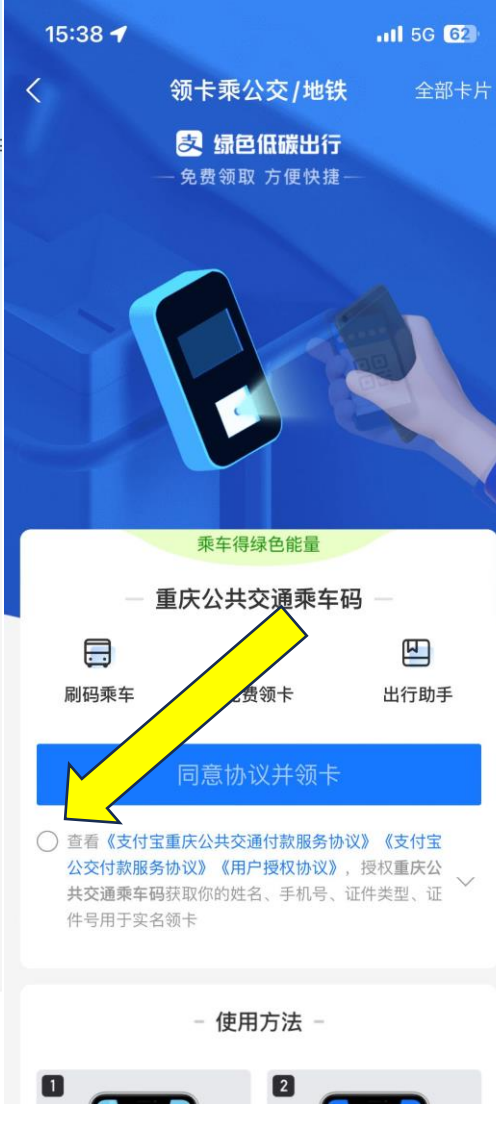 15:38
5G 62
领卡乘公交/地铁
全部卡片
支 绿色低碳出行
免费领取 方便快捷
乘车得绿色能量
重庆公共交通乘车码
刷码乘车
费领卡
出行助手
同意协议并领卡
查看《支付宝重庆公共交通付款服务协议》《支付宝
公交付款服务协议》《用户授权协议》,授权重庆公
共交通乘车码获取你的姓名、手机号、证件类型、证
件号用于实名领卡
- 使用方法 -
1
2